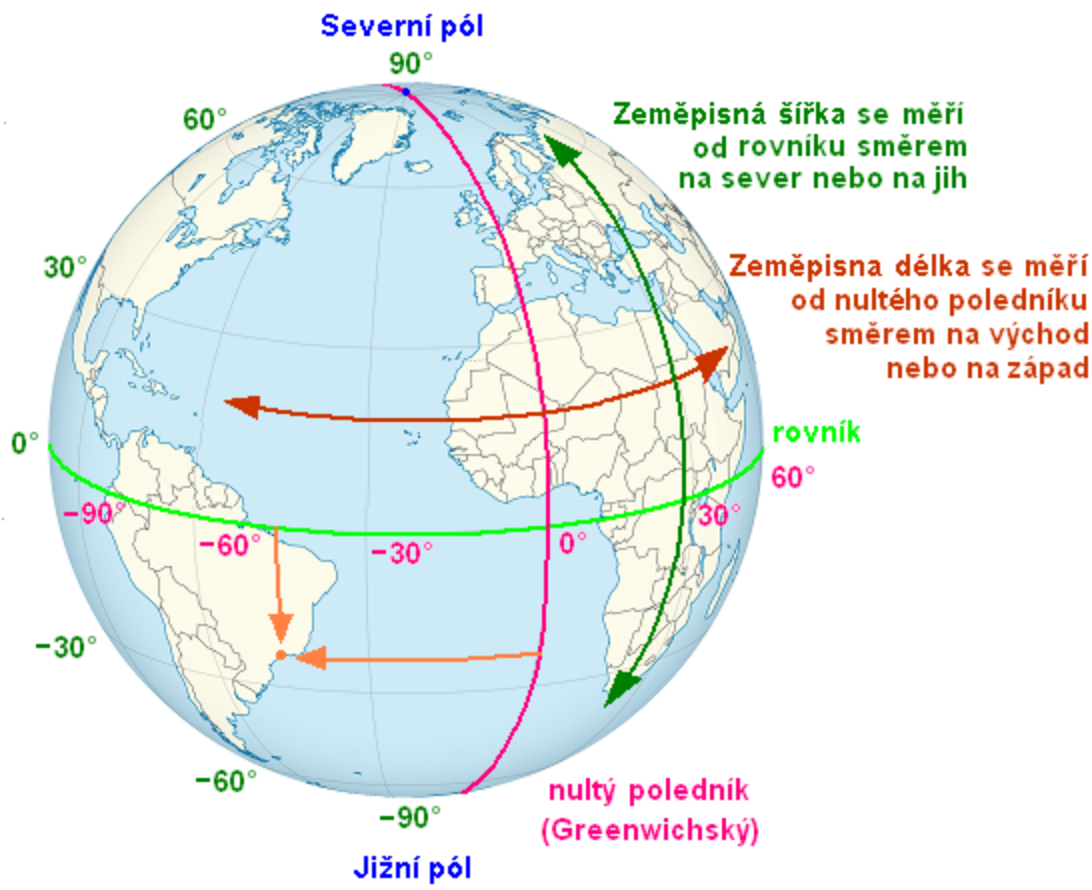 Severní pól
90°
60°
Zeměpisná šířka se měří
od rovníku směrem
na sever nebo na jih
30°
Zeměpisna délka se měří
od nultého poledníku
směrem na východ
nebo na západ
0°
rovník
60°
−90°
−60°
−30°
0°
30°
−30°
−60°
−90°
nultý poledník
(Greenwichský)
Jižní pól